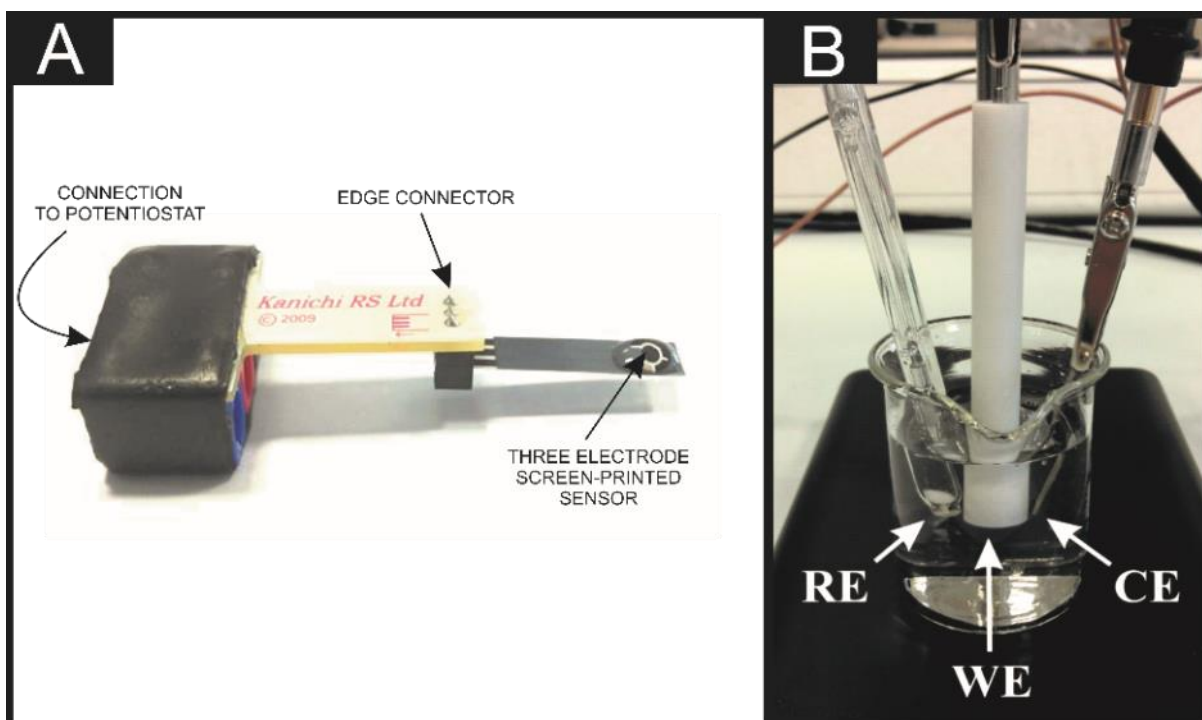 A
CONNECTION
TO POTENTIOSTAT
EDGE CONNECTOR
Kanichi RS Ltd
© 2009
THREE ELECTRODE
SCREEN-PRINTED
SENSOR
B
RE
WE
CE